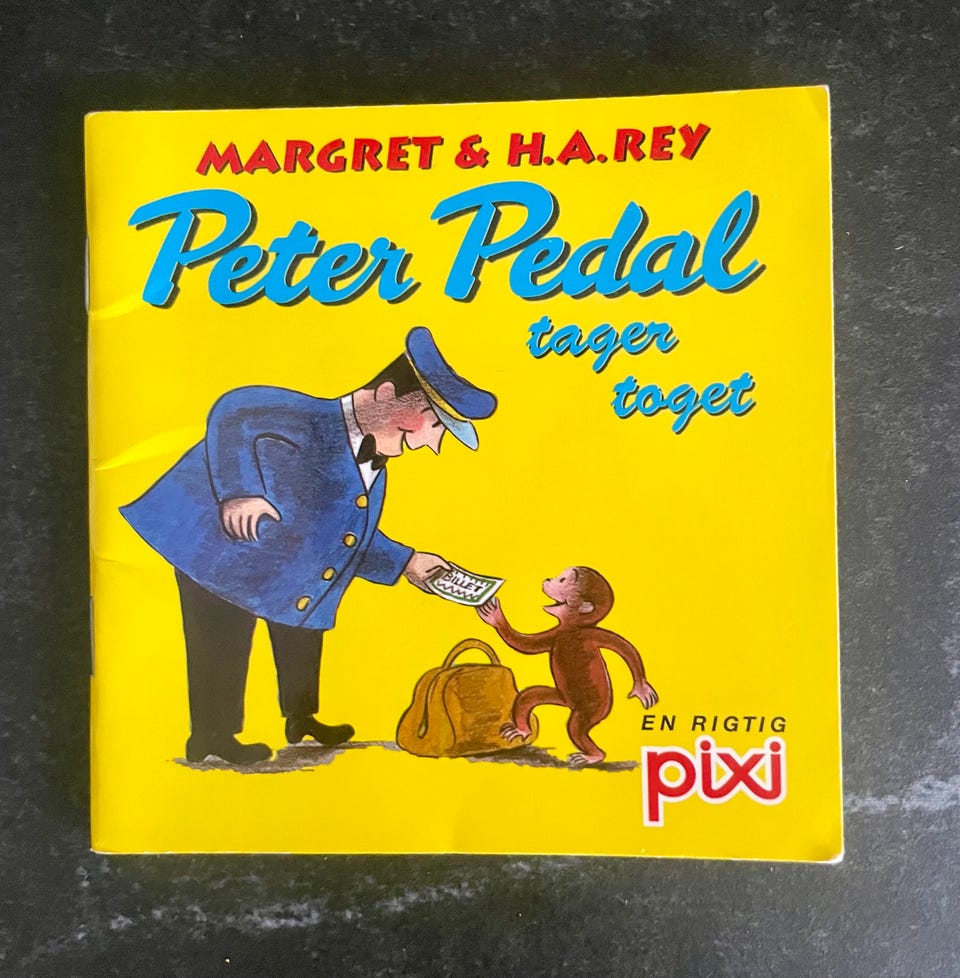 MARGRET & H.A.REY
Peter Pedal
tager
toget
BILLET
EN RIGTIG
pixi